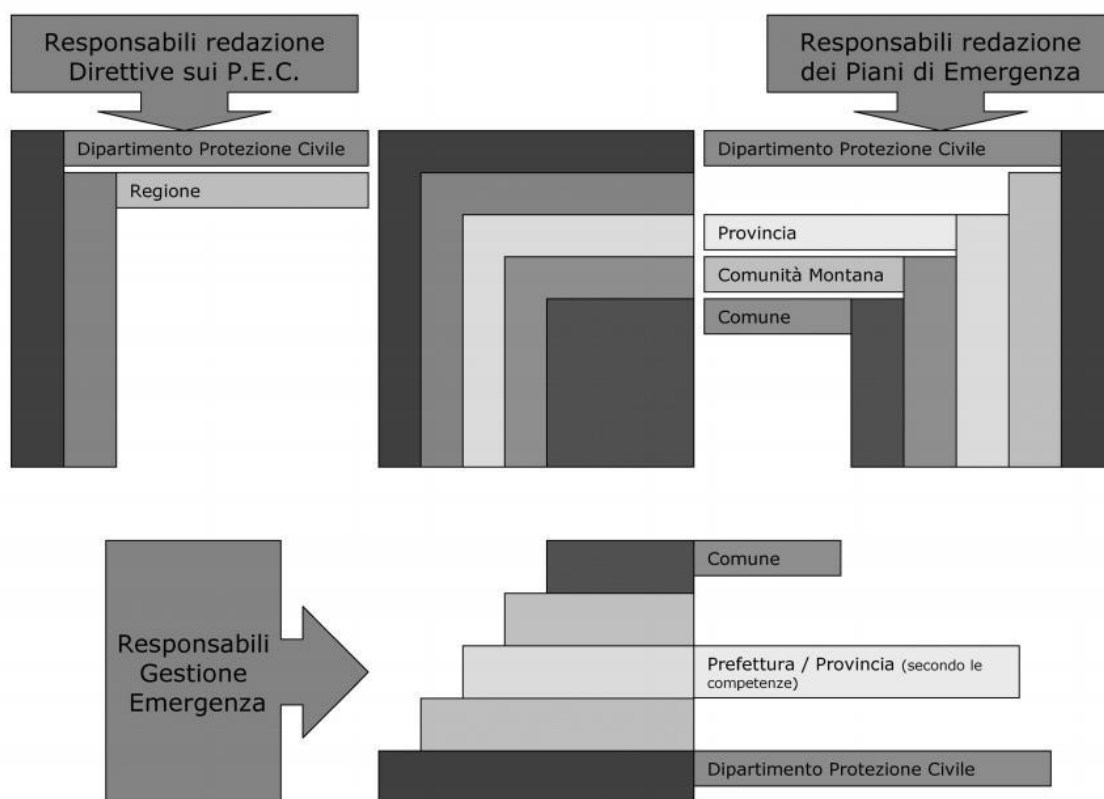 Responsabili redazione
Direttive sui P.E.C.
Responsabili redazione
dei Piani di Emergenza
Dipartimento Protezione Civile
Regione
Dipartimento Protezione Civile
Provincia
Comunità Montana
Comune
Responsabili
Gestione
Emergenza
Comune
Prefettura / Provincia (secondo le
competenze)
Dipartimento Protezione Civile